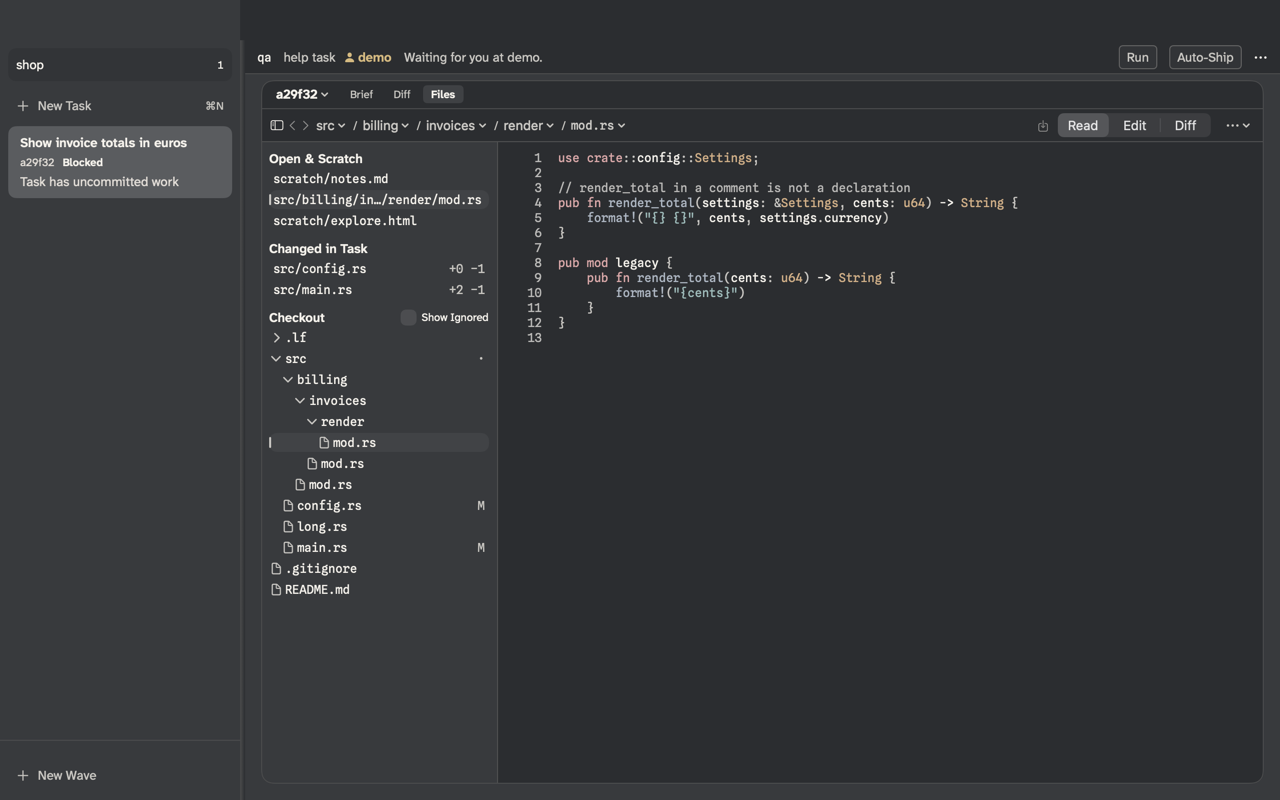 shop 1
New Task ⌘N
Show invoice totals in euros
a29f32 Blocked
Task has uncommitted work
New Wave
qa help task demo Waiting for you at demo.
Run Auto-Ship ···
a29f32 Brief Diff Files
src / billing / invoices / render / mod.rs
Read Edit Diff ···
Open & Scratch
scratch/notes.md
src/billing/in…/render/mod.rs
scratch/explore.html
Changed in Task
src/config.rs +0 −1
src/main.rs +2 −1
Checkout Show Ignored
.lf
src ·
billing
invoices
render
mod.rs
mod.rs
mod.rs
config.rs M
long.rs
main.rs M
.gitignore
README.md
1 use crate::config::Settings;
2
3 // render_total in a comment is not a declaration
4 pub fn render_total(settings: &Settings, cents: u64) -> String {
5     format!("{} {}", cents, settings.currency)
6 }
7
8 pub mod legacy {
9     pub fn render_total(cents: u64) -> String {
10         format!("{cents}")
11     }
12 }
13